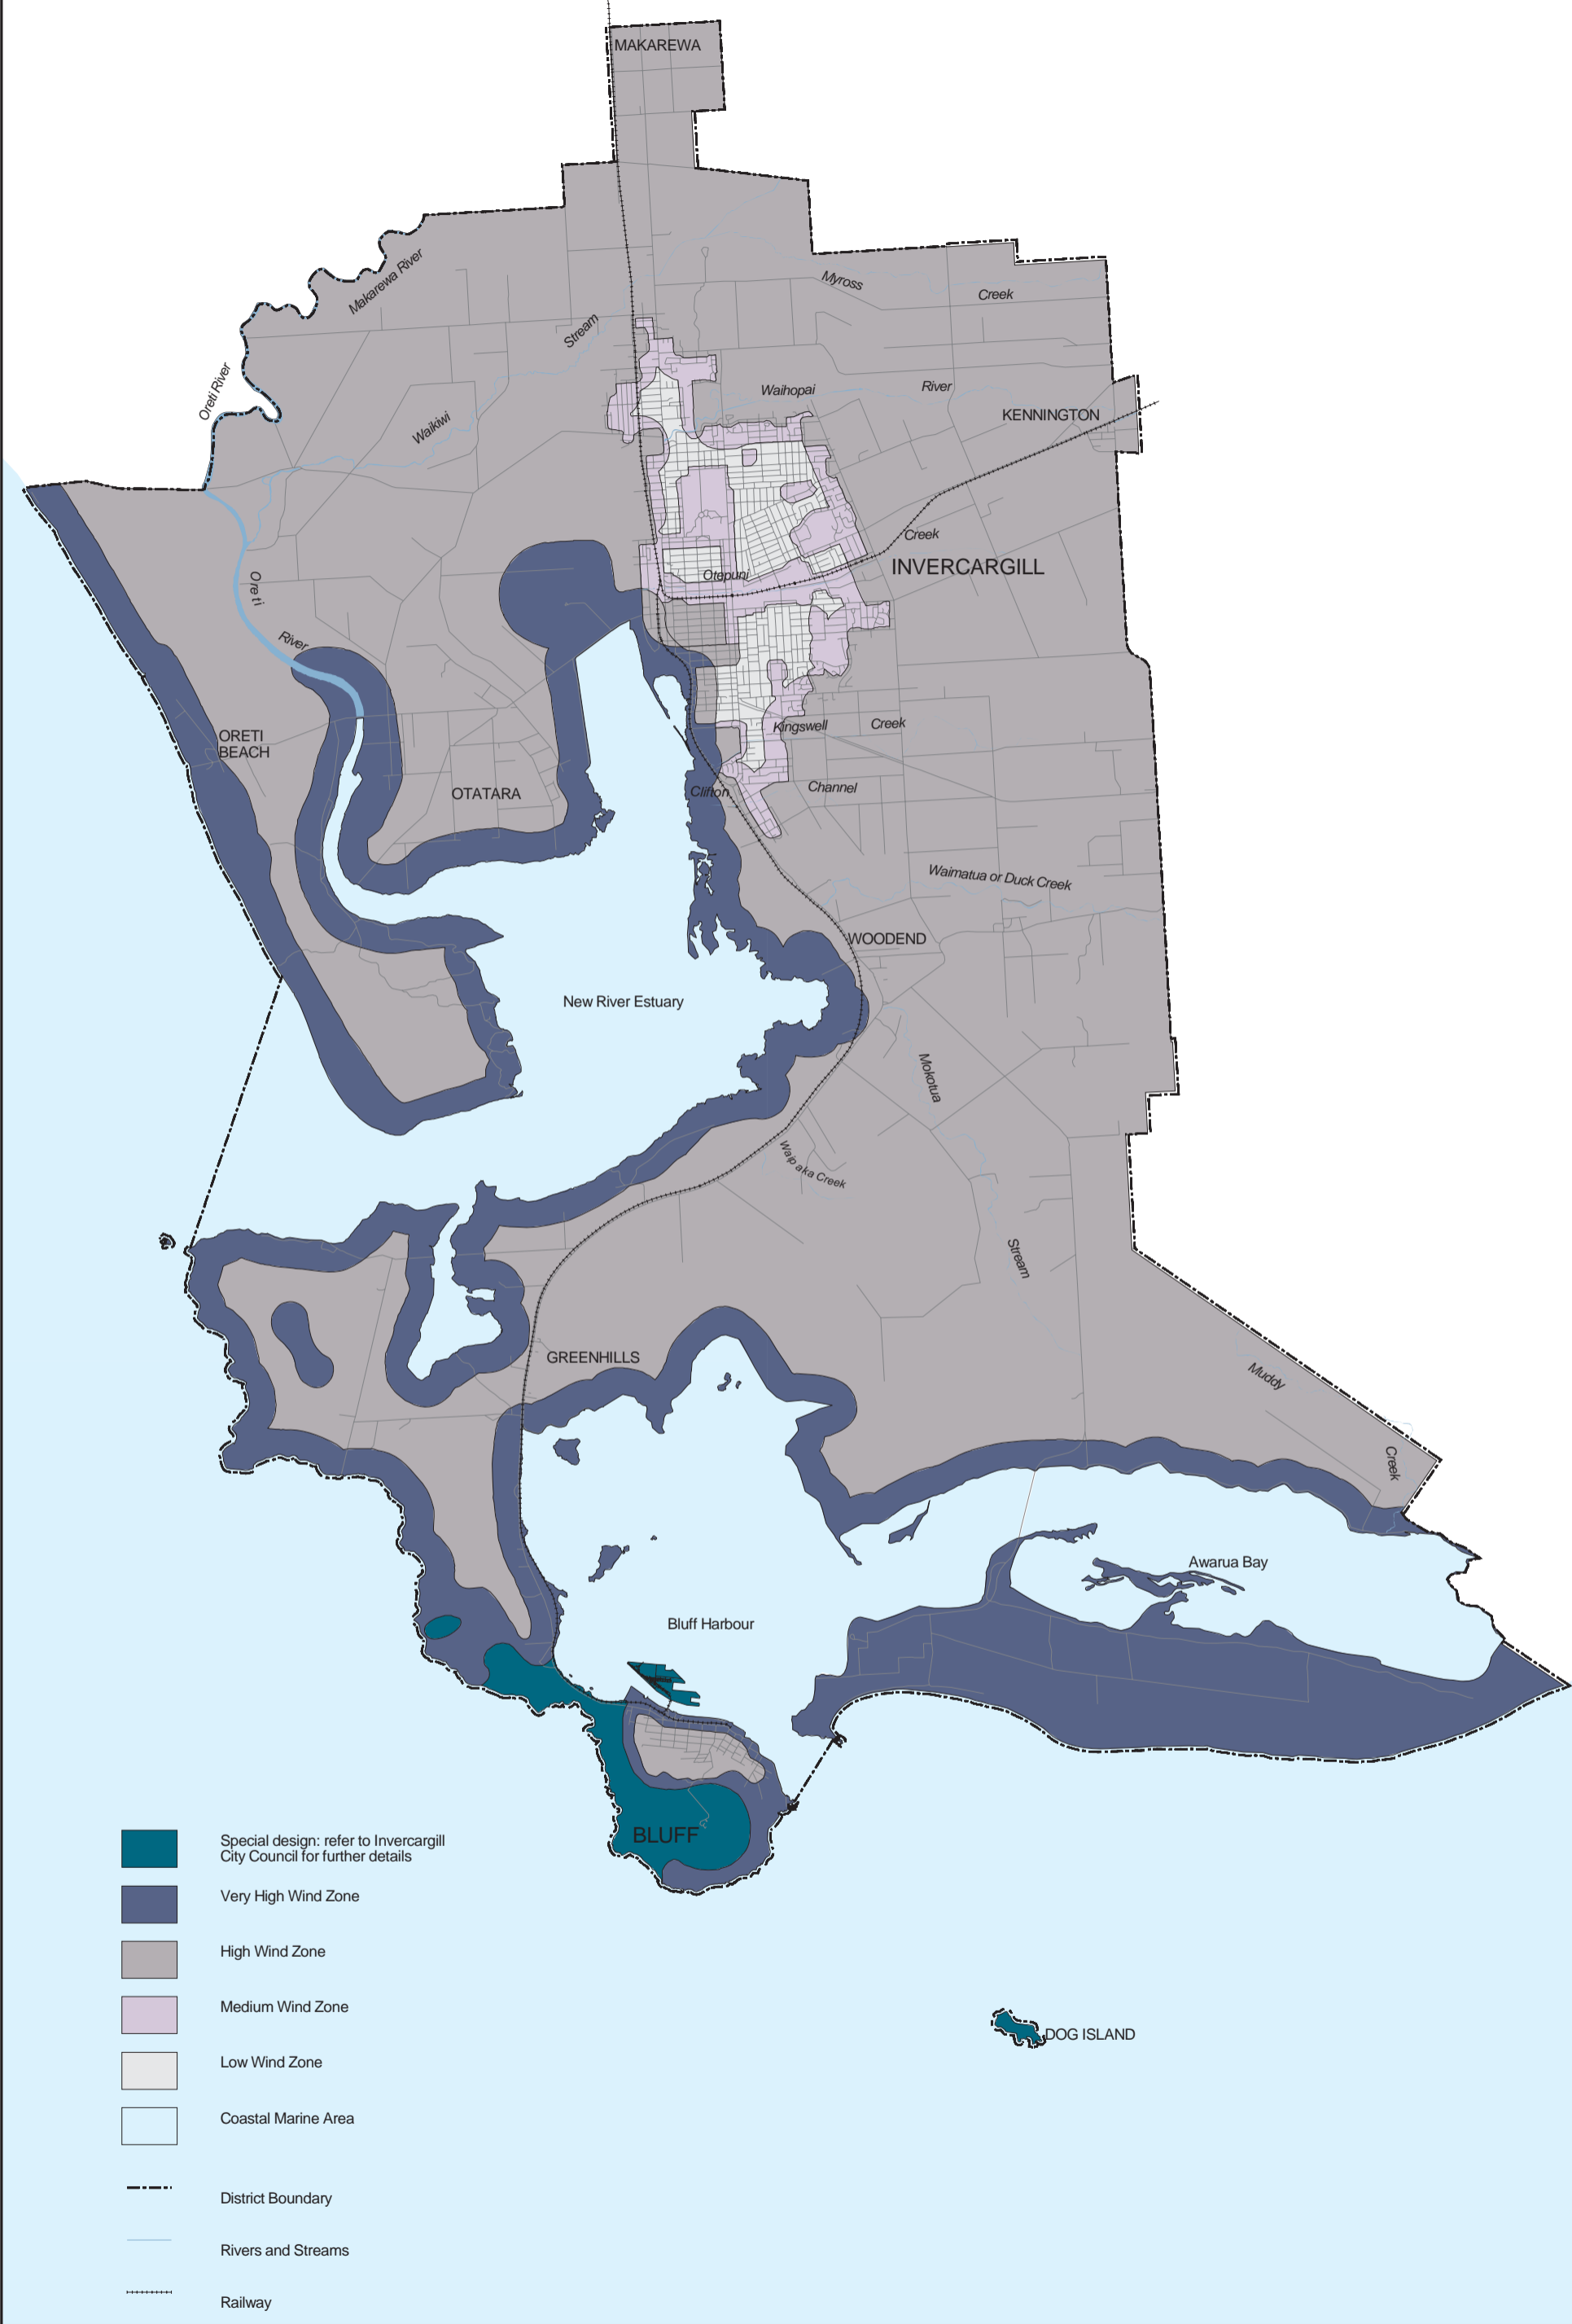 MAKAREWA
Makarewa River
Myross
Creek
Stream
Oreti River
Waihopai
River
KENNINGTON
Waikiwi
Creek
INVERCARGILL
Otepuni
Oreti
River
ORETI
BEACH
Kingswell
Creek
OTATARA
Clifton
Channel
Waimatua or Duck Creek
WOODEND
New River Estuary
Mokotua
Waip aka Creek
Stream
GREENHILLS
Muddy
Creek
Awarua Bay
Bluff Harbour
BLUFF
Special design: refer to Invercargill
City Council for further details
Very High Wind Zone
High Wind Zone
Medium Wind Zone
DOG ISLAND
Low Wind Zone
Coastal Marine Area
District Boundary
Rivers and Streams
Railway